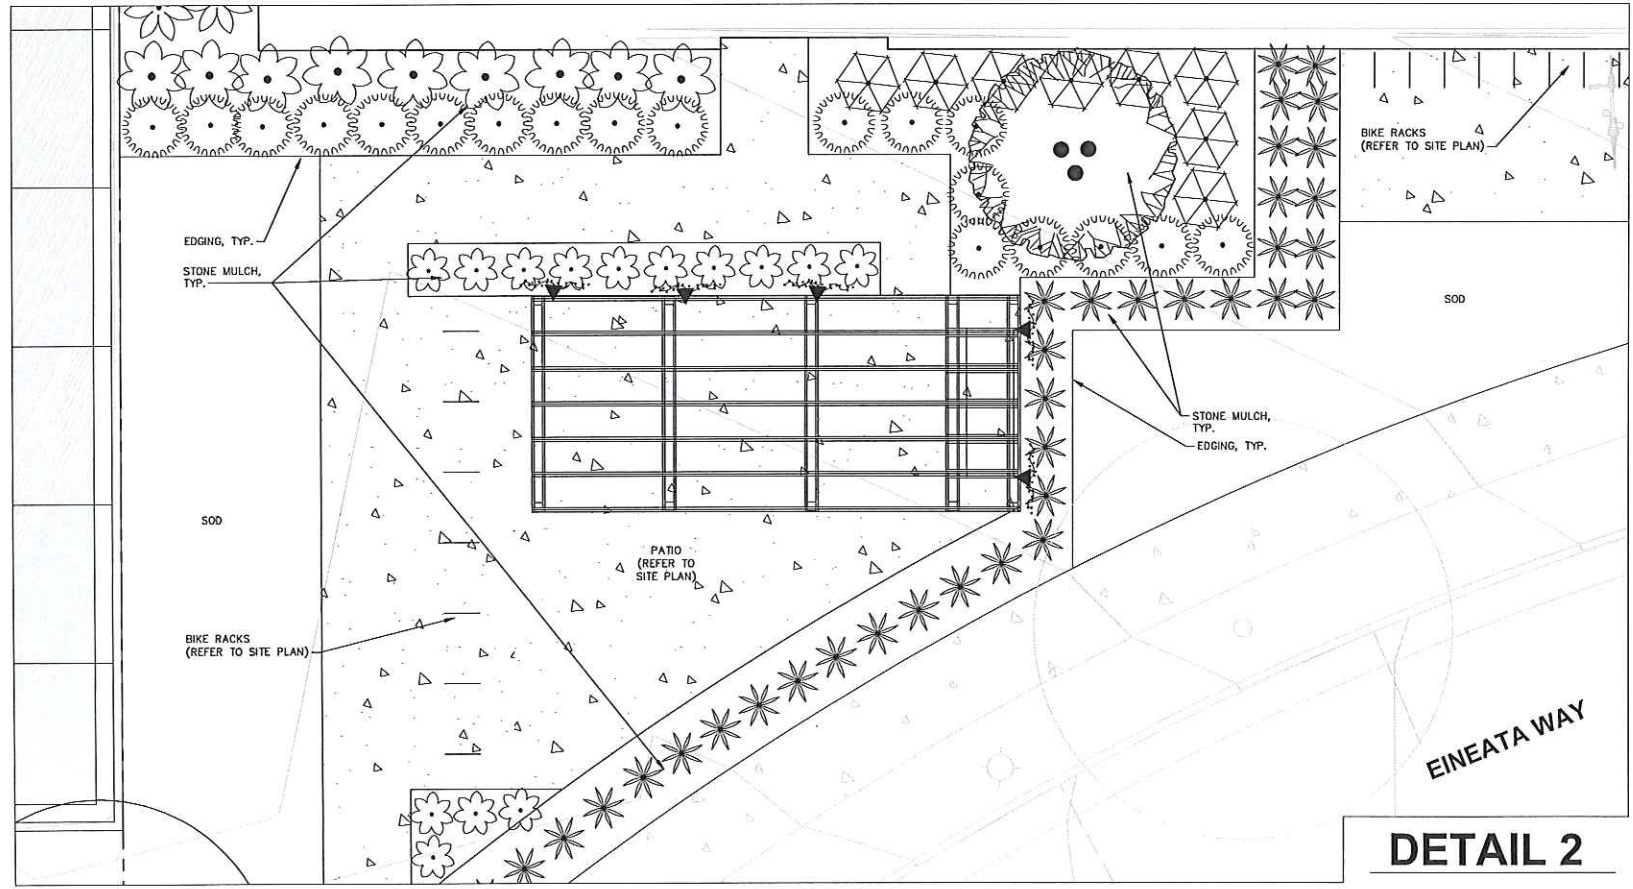 BIKE RACKS
(REFER TO SITE PLAN)
EDGING, TYP.
STONE MULCH,
TYP.
SOD
STONE MULCH,
TYP.
EDGING, TYP.
SOD
PATIO
(REFER TO
SITE PLAN)
BIKE RACKS
(REFER TO SITE PLAN)
EINEATA WAY
DETAIL 2